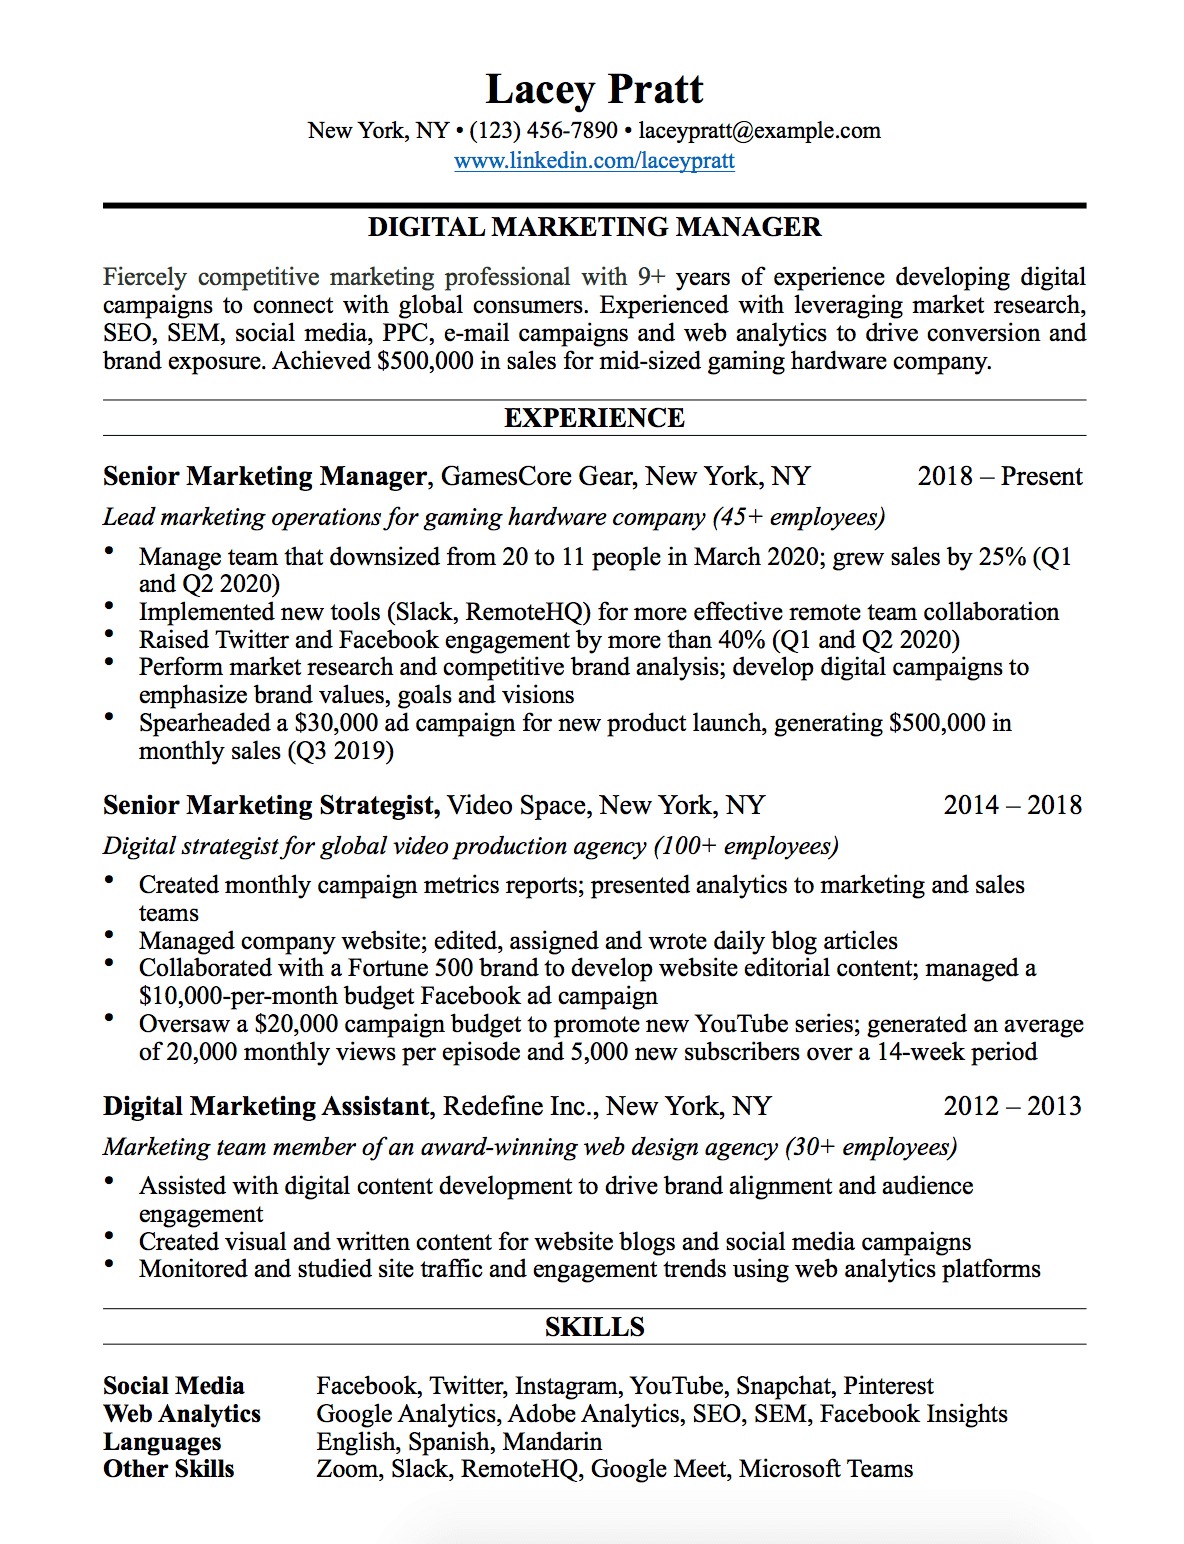 Lacey Pratt
New York, NY • (123) 456-7890 • laceypratt@example.com
www.linkedin.com/laceypratt
DIGITAL MARKETING MANAGER
Fiercely competitive marketing professional with 9+ years of experience developing digital
campaigns to connect with global consumers. Experienced with leveraging market research,
SEO, SEM, social media, PPC, e-mail campaigns and web analytics to drive conversion and
brand exposure. Achieved $500,000 in sales for mid-sized gaming hardware company.
EXPERIENCE
Senior Marketing Manager, GamesCore Gear, New York, NY 2018 – Present
Lead marketing operations for gaming hardware company (45+ employees)
• Manage team that downsized from 20 to 11 people in March 2020; grew sales by 25% (Q1
and Q2 2020)
• Implemented new tools (Slack, RemoteHQ) for more effective remote team collaboration
• Raised Twitter and Facebook engagement by more than 40% (Q1 and Q2 2020)
• Perform market research and competitive brand analysis; develop digital campaigns to
emphasize brand values, goals and visions
• Spearheaded a $30,000 ad campaign for new product launch, generating $500,000 in
monthly sales (Q3 2019)
Senior Marketing Strategist, Video Space, New York, NY 2014 – 2018
Digital strategist for global video production agency (100+ employees)
• Created monthly campaign metrics reports; presented analytics to marketing and sales
teams
• Managed company website; edited, assigned and wrote daily blog articles
• Collaborated with a Fortune 500 brand to develop website editorial content; managed a
$10,000-per-month budget Facebook ad campaign
• Oversaw a $20,000 campaign budget to promote new YouTube series; generated an average
of 20,000 monthly views per episode and 5,000 new subscribers over a 14-week period
Digital Marketing Assistant, Redefine Inc., New York, NY 2012 – 2013
Marketing team member of an award-winning web design agency (30+ employees)
• Assisted with digital content development to drive brand alignment and audience
engagement
• Created visual and written content for website blogs and social media campaigns
• Monitored and studied site traffic and engagement trends using web analytics platforms
SKILLS
Social Media Facebook, Twitter, Instagram, YouTube, Snapchat, Pinterest
Web Analytics Google Analytics, Adobe Analytics, SEO, SEM, Facebook Insights
Languages English, Spanish, Mandarin
Other Skills Zoom, Slack, RemoteHQ, Google Meet, Microsoft Teams